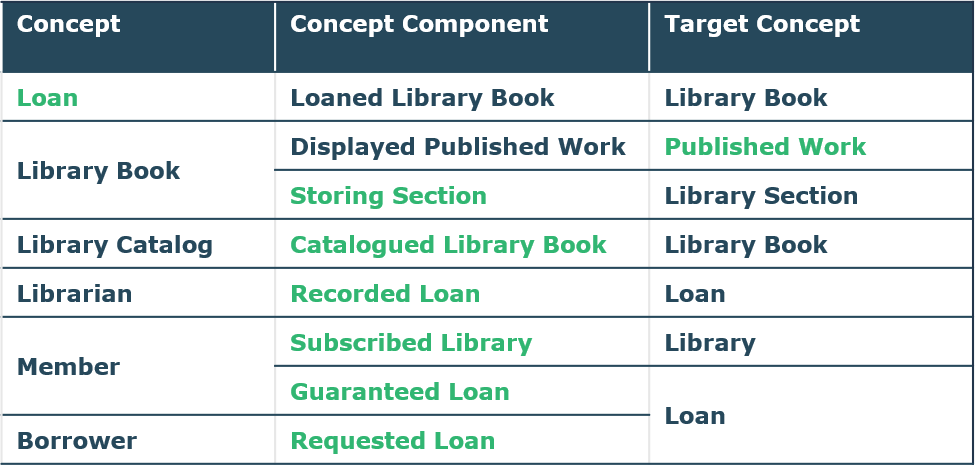 Concept Concept Component Target Concept
Loan Loaned Library Book Library Book
Library Book Displayed Published Work Published Work
Storing Section Library Section
Library Catalog Catalogued Library Book Library Book
Librarian Recorded Loan Loan
Member Subscribed Library Library
Guaranteed Loan Loan
Borrower Requested Loan